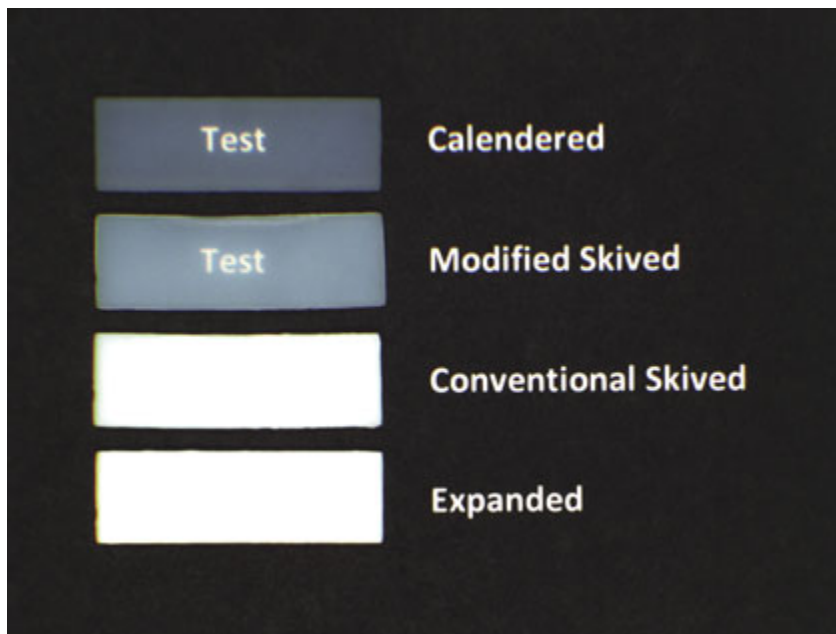 Test Calendered
Test Modified Skived
Conventional Skived
Expanded